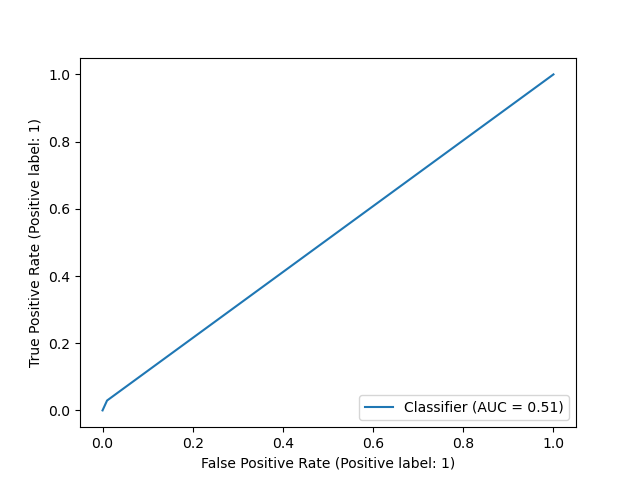 1.0
0.8
0.6
0.4
0.2
0.0
True Positive Rate (Positive label: 1)
Classifier (AUC = 0.51)
0.0 0.2 0.4 0.6 0.8 1.0
False Positive Rate (Positive label: 1)